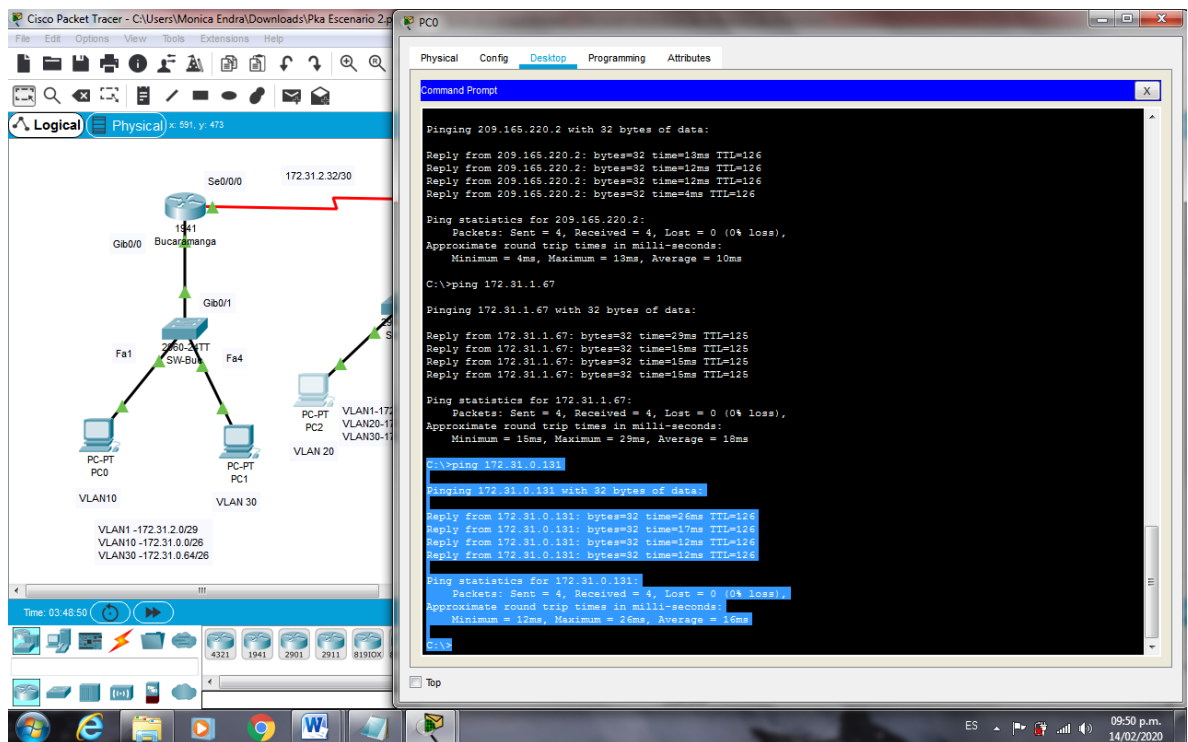 Cisco Packet Tracer - C:\Users\Monica Endra\Downloads\Pka Escenario 2.p
File Edit Options View Tools Extensions Help
Logical
Physical
x: 591, y: 473
Se0/0/0
172.31.2.32/30
1941
Bucaramanga
Gib0/0
Gib0/1
2960-24TT
SW-Buc
Fa1
Fa4
PC-PT
PC0
PC-PT
PC1
PC-PT
PC2
VLAN1-172
VLAN20-17
VLAN30-17
VLAN 20
VLAN10
VLAN 30
VLAN1 -172.31.2.0/29
VLAN10 -172.31.0.0/26
VLAN30 -172.31.0.64/26
Time: 03:48:50
4321
1941
2901
2911
819IOX
PC0
Physical Config Desktop Programming Attributes
Command Prompt
X
Pinging 209.165.220.2 with 32 bytes of data:
Reply from 209.165.220.2: bytes=32 time=13ms TTL=126
Reply from 209.165.220.2: bytes=32 time=12ms TTL=126
Reply from 209.165.220.2: bytes=32 time=12ms TTL=126
Reply from 209.165.220.2: bytes=32 time=4ms TTL=126
Ping statistics for 209.165.220.2:
Packets: Sent = 4, Received = 4, Lost = 0 (0% loss),
Approximate round trip times in milli-seconds:
Minimum = 4ms, Maximum = 13ms, Average = 10ms
C:\>ping 172.31.1.67
Pinging 172.31.1.67 with 32 bytes of data:
Reply from 172.31.1.67: bytes=32 time=29ms TTL=125
Reply from 172.31.1.67: bytes=32 time=15ms TTL=125
Reply from 172.31.1.67: bytes=32 time=15ms TTL=125
Reply from 172.31.1.67: bytes=32 time=15ms TTL=125
Ping statistics for 172.31.1.67:
Packets: Sent = 4, Received = 4, Lost = 0 (0% loss),
Approximate round trip times in milli-seconds:
Minimum = 15ms, Maximum = 29ms, Average = 18ms
C:\>ping 172.31.0.131
Pinging 172.31.0.131 with 32 bytes of data:
Reply from 172.31.0.131: bytes=32 time=26ms TTL=126
Reply from 172.31.0.131: bytes=32 time=17ms TTL=126
Reply from 172.31.0.131: bytes=32 time=12ms TTL=126
Reply from 172.31.0.131: bytes=32 time=12ms TTL=126
Ping statistics for 172.31.0.131:
Packets: Sent = 4, Received = 4, Lost = 0 (0% loss),
Approximate round trip times in milli-seconds:
Minimum = 12ms, Maximum = 26ms, Average = 16ms
C:\>
Top
ES
09:50 p.m.
14/02/2020